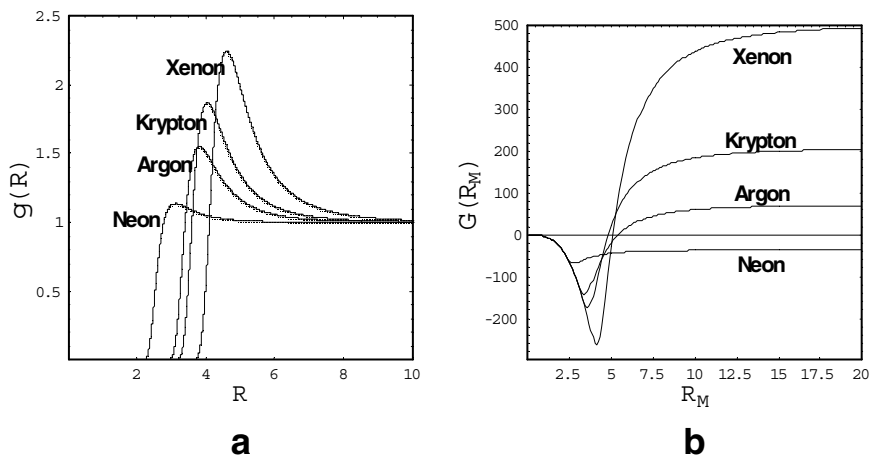 g(R)
2.5
2
1.5
1
0.5
Xenon
Krypton
Argon
Neon
2 4 6 8 10
R
a
G(R_M)
500
400
300
200
100
0
-100
-200
Xenon
Krypton
Argon
Neon
2.5 5 7.5 10 12.5 15 17.5 20
R_M
b